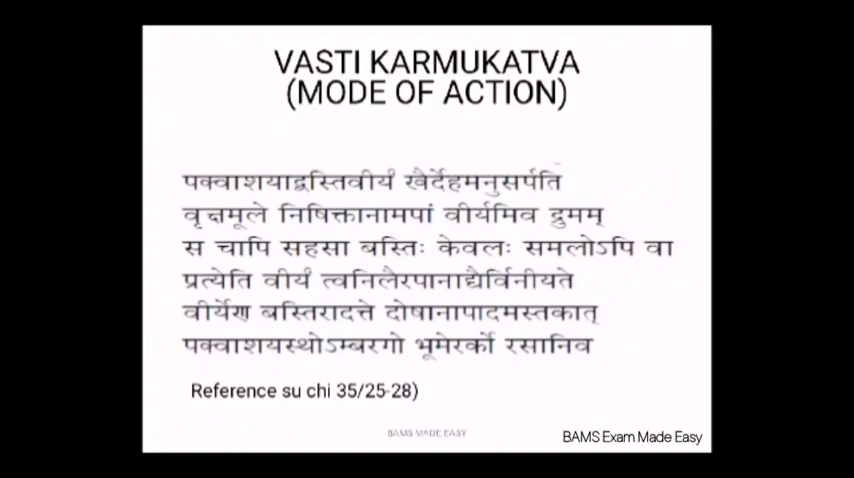 VASTI KARMUKATVA
(MODE OF ACTION)
पक्वाशयाद्वस्तिवीर्यं खैर्देहमनुसर्पति
वृक्षमूले निषिक्तानामपां वीर्यमिव द्रुमम्
स चापि सहसा बस्तिः केवलः समलोऽपि वा
प्रत्येति वीर्यं त्वनिलैरपानाद्यैर्विनीयते
वीर्येण बस्तिरादत्ते दोषानापादमस्तकात्
पक्वाशयस्थोऽम्बरगो भूमेरर्को रसानिव
Reference su chi 35/25-28)
BAMS MADE EASY
BAMS Exam Made Easy